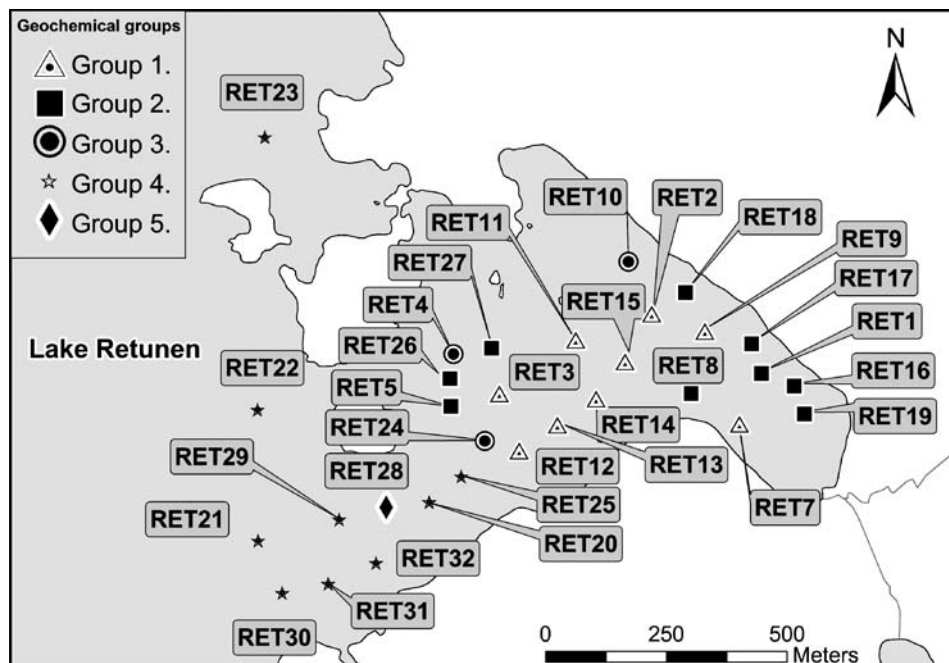 Geochemical groups
Group 1.
Group 2.
Group 3.
Group 4.
Group 5.
N
RET23
RET10
RET2
RET11
RET18
RET27
RET9
RET17
RET4
RET15
RET1
Lake Retunen
RET26
RET3
RET8
RET22
RET16
RET5
RET19
RET24
RET14
RET29
RET28
RET12
RET13
RET25
RET7
RET21
RET20
RET32
RET31
RET30
0 250 500
Meters